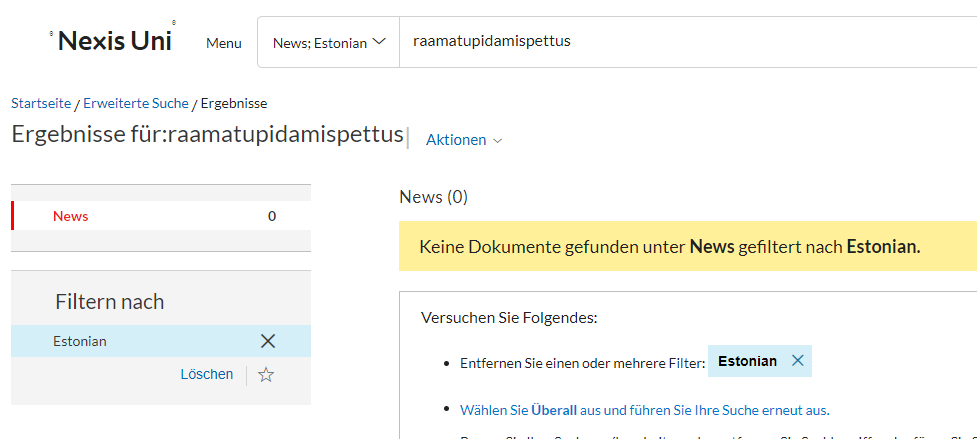 ® Nexis Uni ®
Menu
News; Estonian
raamatupidamispettus
Startseite / Erweiterte Suche / Ergebnisse
Ergebnisse für:raamatupidamispettus| Aktionen
News 0
News (0)
Keine Dokumente gefunden unter News gefiltert nach Estonian.
Filtern nach
Estonian
Löschen
Versuchen Sie Folgendes:
• Entfernen Sie einen oder mehrere Filter: Estonian
• Wählen Sie Überall aus und führen Sie Ihre Suche erneut aus.